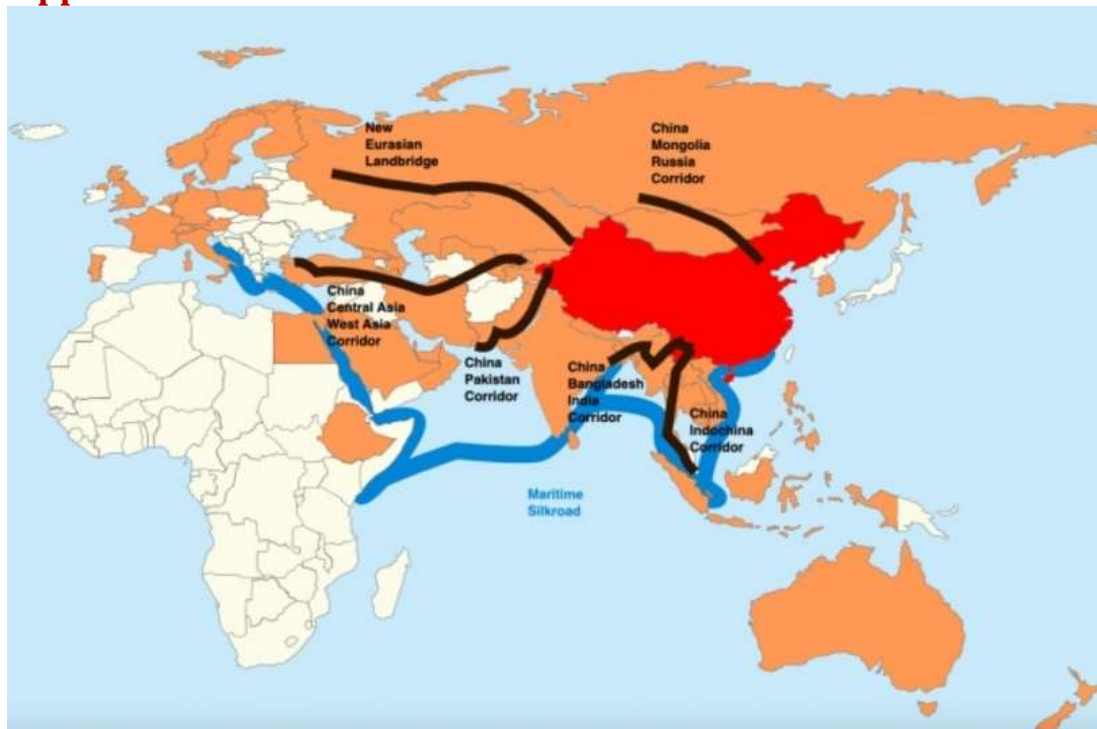 New
Eurasian
Landbridge
China
Mongolia
Russia
Corridor
China
Central Asia
West Asia
Corridor
China
Pakistan
Corridor
China
Bangladesh
India
Corridor
China
Indochina
Corridor
Maritime
Silkroad